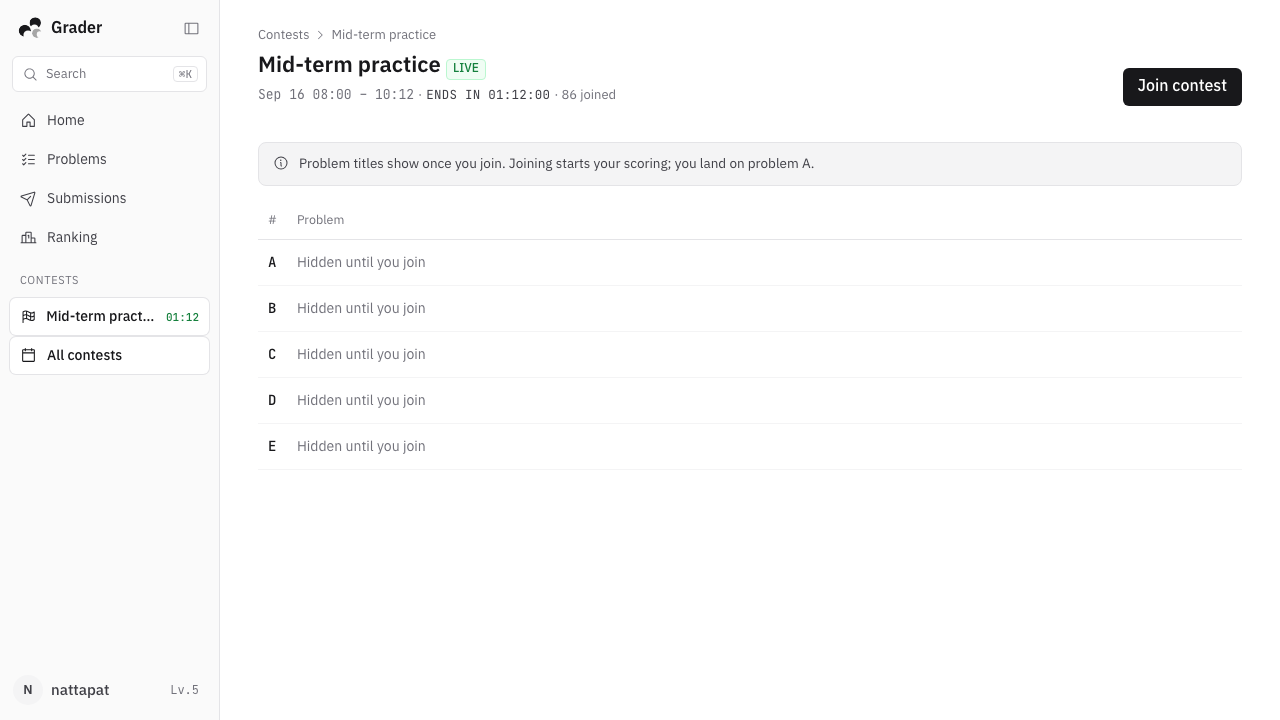 Grader
Search ⌘K
Home
Problems
Submissions
Ranking
CONTESTS
Mid-term pract... 01:12
All contests
N nattapat Lv.5
Contests > Mid-term practice
Mid-term practice LIVE
Sep 16 08:00 – 10:12 · ENDS IN 01:12:00 · 86 joined
Join contest
Problem titles show once you join. Joining starts your scoring; you land on problem A.
# Problem
A Hidden until you join
B Hidden until you join
C Hidden until you join
D Hidden until you join
E Hidden until you join